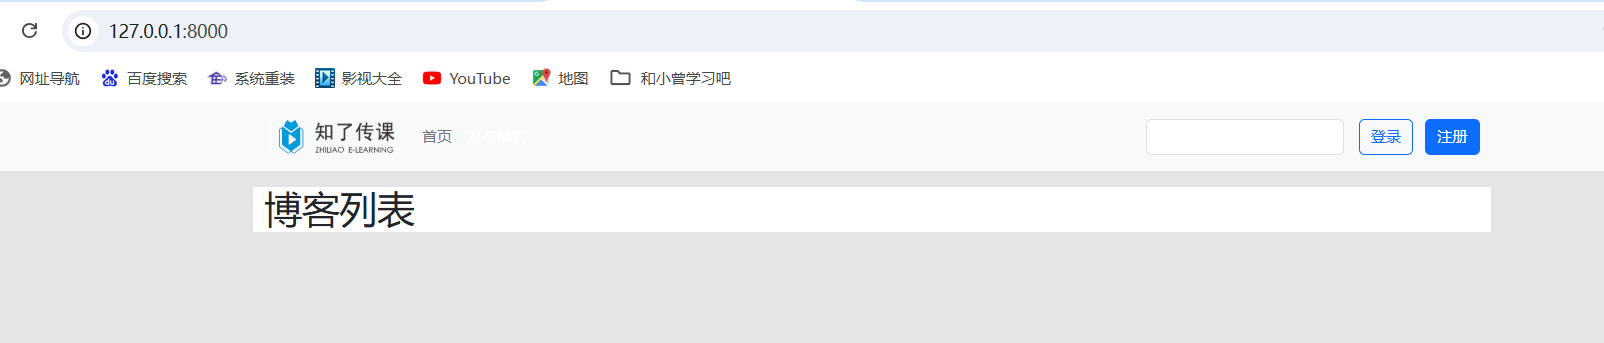 127.0.0.1:8000
网址导航 百度搜索 系统重装 影视大全 YouTube 地图 和小曾学习吧
知了传课 ZHILIAO E-LEARNING 首页 发布博客 登录 注册
博客列表